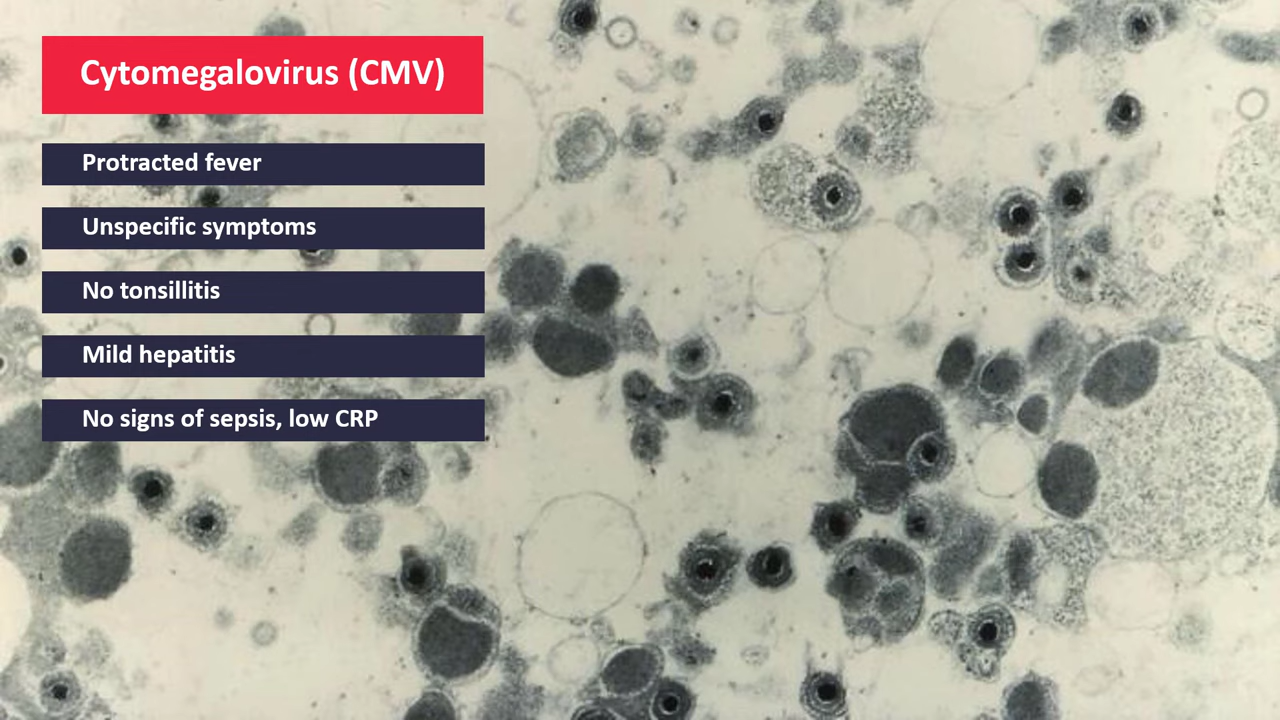 Cytomegalovirus (CMV)
Protracted fever
Unspecific symptoms
No tonsillitis
Mild hepatitis
No signs of sepsis, low CRP